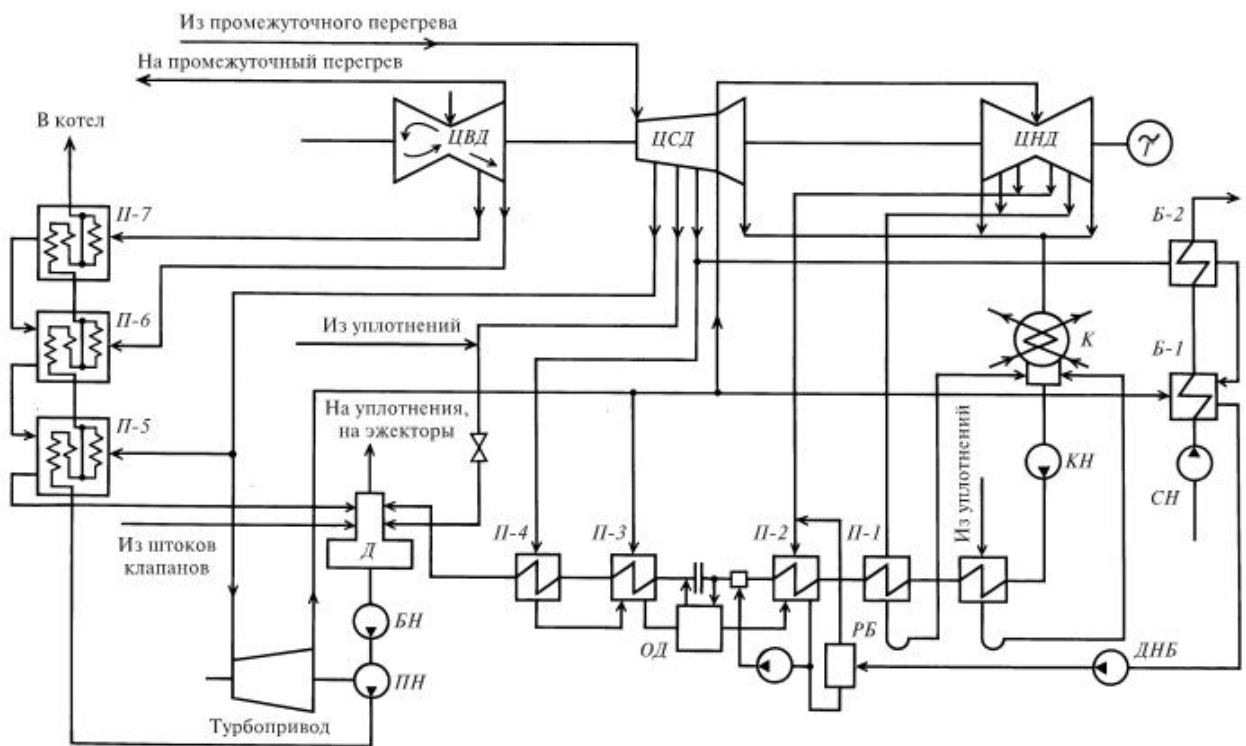 Из промежуточного перегрева
На промежуточный перегрев
В котел
ЦВД
ЦСД
ЦНД
П-7
Б-2
П-6
Из уплотнений
К
Б-1
На уплотнения,
на эжекторы
П-5
Из уплотнений
КН
СН
Из штоков
клапанов
Д
П-4
П-3
П-2
П-1
БН
ОД
РБ
ДНБ
ПН
Турбопривод